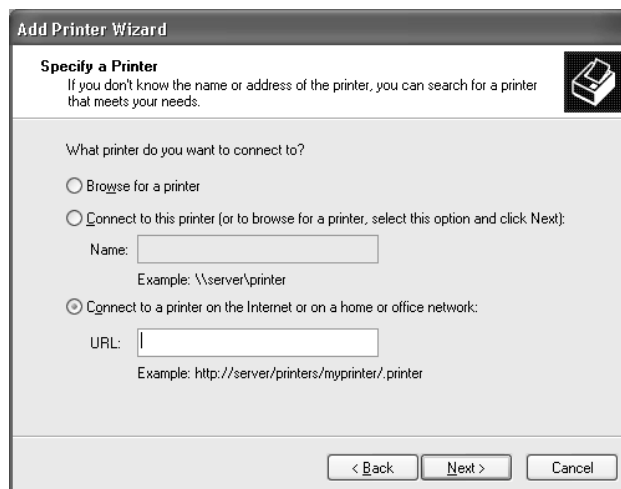 Add Printer Wizard
Specify a Printer
If you don't know the name or address of the printer, you can search for a printer
that meets your needs.
What printer do you want to connect to?
Browse for a printer
Connect to this printer (or to browse for a printer, select this option and click Next):
Name:
Example: \\server\printer
Connect to a printer on the Internet or on a home or office network:
URL:
Example: http://server/printers/myprinter/.printer
< Back Next > Cancel